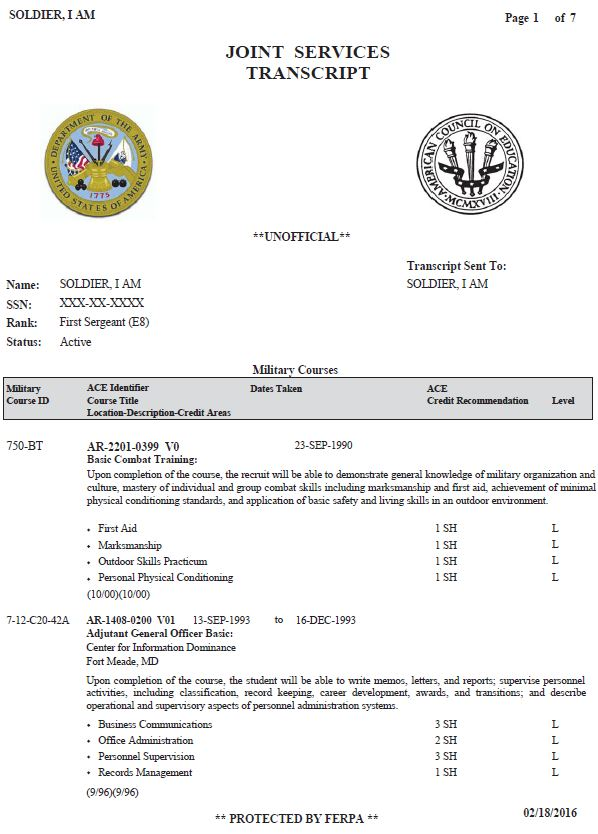 SOLDIER, I AM
Page 1 of 7
JOINT SERVICES
TRANSCRIPT
DEPARTMENT OF THE ARMY
UNITED STATES OF AMERICA
1775
AMERICAN COUNCIL ON EDUCATION
MCMXVIII
**UNOFFICIAL**
Transcript Sent To:
Name: SOLDIER, I AM SOLDIER, I AM
SSN: XXX-XX-XXXX
Rank: First Sergeant (E8)
Status: Active
Military Courses
Military ACE Identifier Dates Taken ACE
Course ID Course Title Credit Recommendation Level
Location-Description-Credit Areas
750-BT AR-2201-0399 V0 23-SEP-1990
Basic Combat Training:
Upon completion of the course, the recruit will be able to demonstrate general knowledge of military organization and
culture, mastery of individual and group combat skills including marksmanship and first aid, achievement of minimal
physical conditioning standards, and application of basic safety and living skills in an outdoor environment.
• First Aid 1 SH L
• Marksmanship 1 SH L
• Outdoor Skills Practicum 1 SH L
• Personal Physical Conditioning 1 SH L
(10/00)(10/00)
7-12-C20-42A AR-1408-0200 V01 13-SEP-1993 to 16-DEC-1993
Adjutant General Officer Basic:
Center for Information Dominance
Fort Meade, MD
Upon completion of the course, the student will be able to write memos, letters, and reports; supervise personnel
activities, including classification, record keeping, career development, awards, and transitions; and describe
operational and supervisory aspects of personnel administration systems.
• Business Communications 3 SH L
• Office Administration 2 SH L
• Personnel Supervision 3 SH L
• Records Management 1 SH L
(9/96)(9/96)
** PROTECTED BY FERPA **
02/18/2016